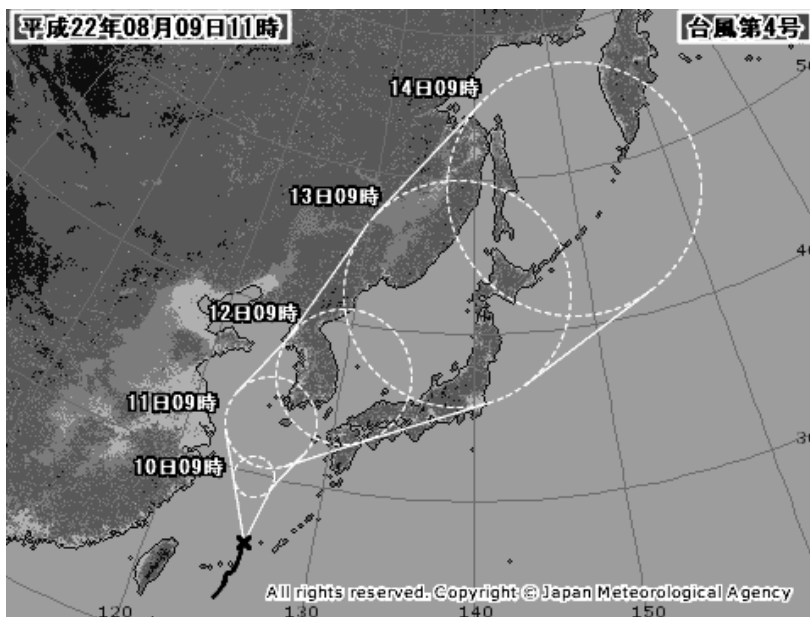 平成22年08月09日11時
台風第4号
14日09時
50
13日09時
12日09時
40
11日09時
10日09時
30
All rights reserved. Copyright © Japan Meteorological Agency
120
130
140
150